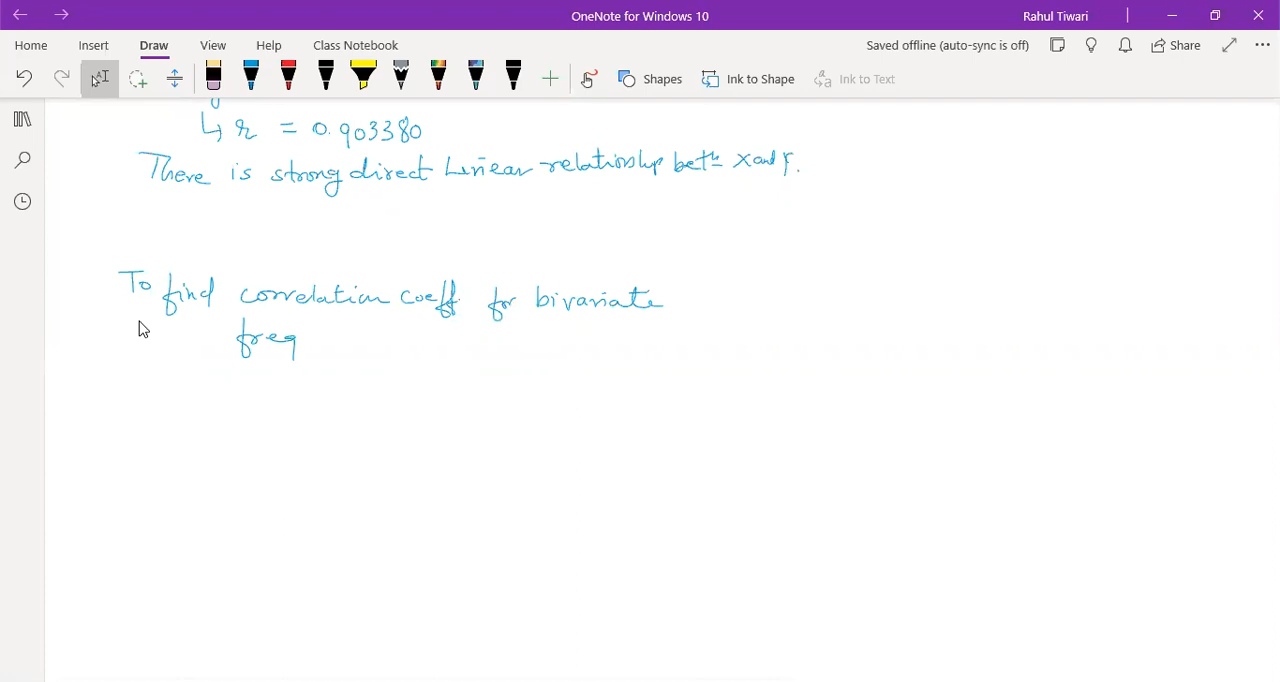 OneNote for Windows 10
Rahul Tiwari
Home Insert Draw View Help Class Notebook
Saved offline (auto-sync is off) Share
Shapes Ink to Shape Ink to Text
↳ r = 0.903380
There is strong direct Linear relationship betn X and Y.
To find correlation coeff. for bivariate
freq